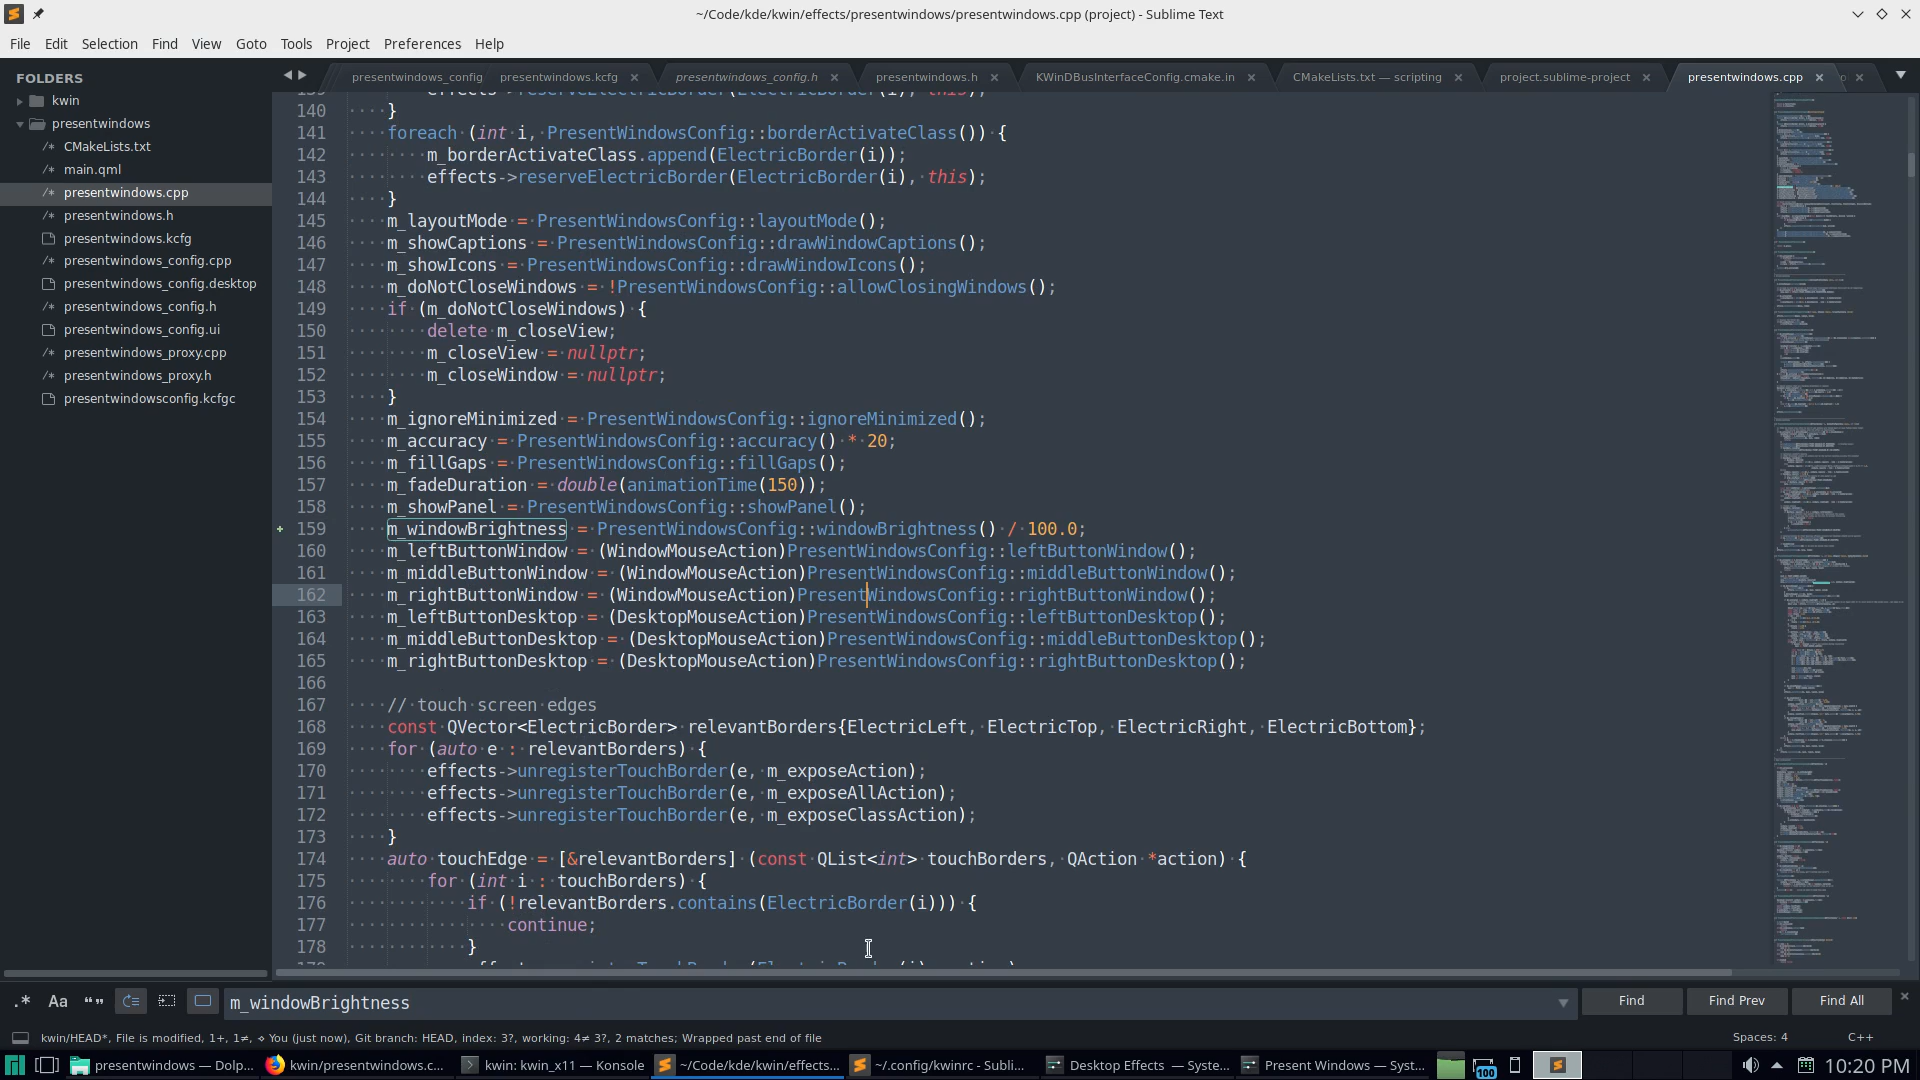 ~/Code/kde/kwin/effects/presentwindows/presentwindows.cpp (project) - Sublime Text
File Edit Selection Find View Goto Tools Project Preferences Help
FOLDERS
kwin
presentwindows
/* CMakeLists.txt
/* main.qml
/* presentwindows.cpp
/* presentwindows.h
presentwindows.kcfg
/* presentwindows_config.cpp
presentwindows_config.desktop
/* presentwindows_config.h
presentwindows_config.ui
/* presentwindows_proxy.cpp
/* presentwindows_proxy.h
presentwindowsconfig.kcfgc
presentwindows_config presentwindows.kcfg × presentwindows_config.h × presentwindows.h × KWinDBusInterfaceConfig.cmake.in × CMakeLists.txt — scripting × project.sublime-project × presentwindows.cpp ×
139 effects->reserveElectricBorder(ElectricBorder(i), this);
140 }
141 foreach (int i, PresentWindowsConfig::borderActivateClass()) {
142 m_borderActivateClass.append(ElectricBorder(i));
143 effects->reserveElectricBorder(ElectricBorder(i), this);
144 }
145 m_layoutMode = PresentWindowsConfig::layoutMode();
146 m_showCaptions = PresentWindowsConfig::drawWindowCaptions();
147 m_showIcons = PresentWindowsConfig::drawWindowIcons();
148 m_doNotCloseWindows = !PresentWindowsConfig::allowClosingWindows();
149 if (m_doNotCloseWindows) {
150 delete m_closeView;
151 m_closeView = nullptr;
152 m_closeWindow = nullptr;
153 }
154 m_ignoreMinimized = PresentWindowsConfig::ignoreMinimized();
155 m_accuracy = PresentWindowsConfig::accuracy() * 20;
156 m_fillGaps = PresentWindowsConfig::fillGaps();
157 m_fadeDuration = double(animationTime(150));
158 m_showPanel = PresentWindowsConfig::showPanel();
+ 159 m_windowBrightness = PresentWindowsConfig::windowBrightness() / 100.0;
160 m_leftButtonWindow = (WindowMouseAction)PresentWindowsConfig::leftButtonWindow();
161 m_middleButtonWindow = (WindowMouseAction)PresentWindowsConfig::middleButtonWindow();
162 m_rightButtonWindow = (WindowMouseAction)PresentWindowsConfig::rightButtonWindow();
163 m_leftButtonDesktop = (DesktopMouseAction)PresentWindowsConfig::leftButtonDesktop();
164 m_middleButtonDesktop = (DesktopMouseAction)PresentWindowsConfig::middleButtonDesktop();
165 m_rightButtonDesktop = (DesktopMouseAction)PresentWindowsConfig::rightButtonDesktop();
166
167 // touch screen edges
168 const QVector<ElectricBorder> relevantBorders{ElectricLeft, ElectricTop, ElectricRight, ElectricBottom};
169 for (auto e : relevantBorders) {
170 effects->unregisterTouchBorder(e, m_exposeAction);
171 effects->unregisterTouchBorder(e, m_exposeAllAction);
172 effects->unregisterTouchBorder(e, m_exposeClassAction);
173 }
174 auto touchEdge = [&relevantBorders] (const QList<int> touchBorders, QAction *action) {
175 for (int i : touchBorders) {
176 if (!relevantBorders.contains(ElectricBorder(i))) {
177 continue;
178 }
.* Aa “” m_windowBrightness Find Find Prev Find All
kwin/HEAD*, File is modified, 1+, 1≠, ⋄ You (just now), Git branch: HEAD, index: 3?, working: 4≠ 3?, 2 matches; Wrapped past end of file Spaces: 4 C++
presentwindows — Dolp... kwin/presentwindows.c... kwin: kwin_x11 — Konsole ~/Code/kde/kwin/effects... ~/.config/kwinrc - Subli... Desktop Effects — Syste... Present Windows — Syst... 100 10:20 PM